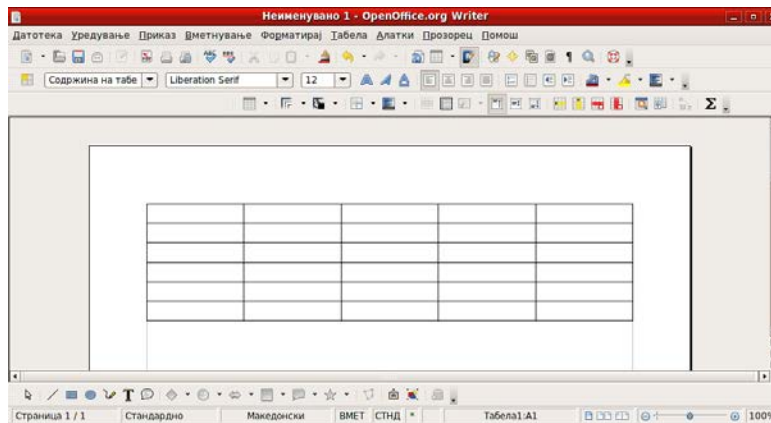 Неименувано 1 - OpenOffice.org Writer
Датотека Уредување Приказ Вметнување Форматирај Табела Алатки Прозорец Помош
Содржина на табе Liberation Serif 12
Страница 1 / 1 Стандардно Македонски ВМЕТ СТНД * Табела1:A1 100%